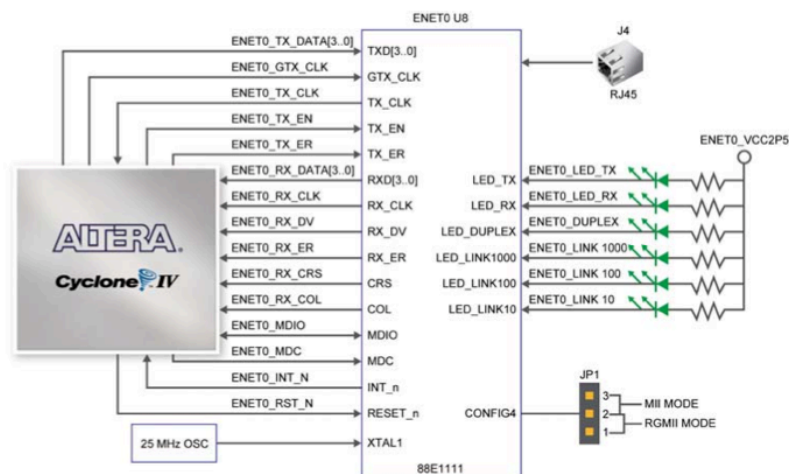 ENET0 U8
J4
RJ45
ENET0_TX_DATA[3..0]
TXD[3..0]
ENET0_GTX_CLK
GTX_CLK
ENET0_TX_CLK
TX_CLK
ENET0_TX_EN
TX_EN
ENET0_TX_ER
TX_ER
ENET0_VCC2P5
ENET0_RX_DATA[3..0]
RXD[3..0]
LED_TX
ENET0_LED_TX
ENET0_RX_CLK
RX_CLK
LED_RX
ENET0_LED_RX
ENET0_RX_DV
RX_DV
LED_DUPLEX
ENET0_DUPLEX
ENET0_RX_ER
RX_ER
LED_LINK1000
ENET0_LINK 1000
ENET0_RX_CRS
CRS
LED_LINK100
ENET0_LINK 100
ENET0_RX_COL
COL
LED_LINK10
ENET0_LINK 10
ALTERA.
Cyclone IV
ENET0_MDIO
MDIO
ENET0_MDC
MDC
ENET0_INT_N
INT_n
ENET0_RST_N
RESET_n
CONFIG4
JP1
3
2
1
MII MODE
RGMII MODE
25 MHz OSC
XTAL1
88E1111